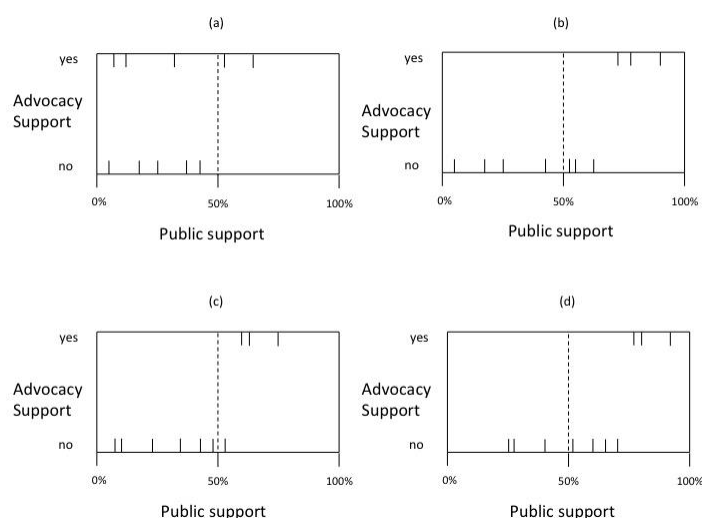 (a)
yes
Advocacy
Support
no
0%
50%
100%
Public support
(b)
yes
Advocacy
Support
no
0%
50%
100%
Public support
(c)
yes
Advocacy
Support
no
0%
50%
100%
Public support
(d)
yes
Advocacy
Support
no
0%
50%
100%
Public support